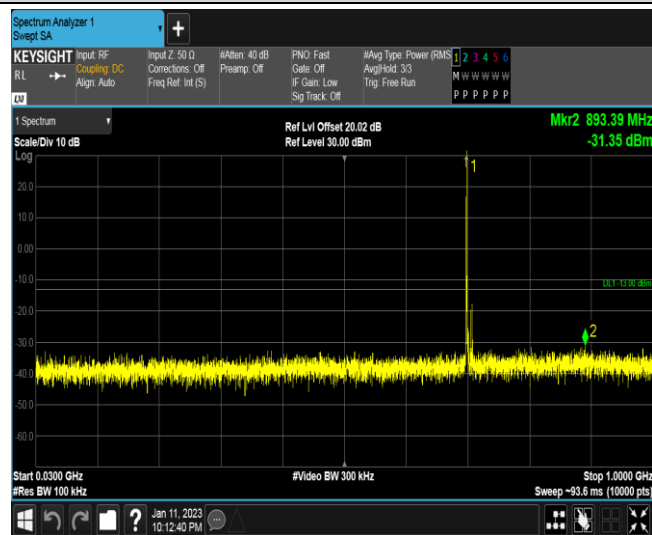 Spectrum Analyzer 1
Swept SA
+
KEYSIGHT
RL
LXI
Input: RF
Coupling: DC
Align: Auto
Input Z: 50 Ω
Corrections: Off
Freq Ref: Int (S)
#Atten: 40 dB
Preamp: Off
PNO: Fast
Gate: Off
IF Gain: Low
Sig Track: Off
#Avg Type: Power (RMS
Avg|Hold: 3/3
Trig: Free Run
1 2 3 4 5 6
M W W W W W
P P P P P P
1 Spectrum
Scale/Div 10 dB
Log
Ref Lvl Offset 20.02 dB
Ref Level 30.00 dBm
Mkr2 893.39 MHz
-31.35 dBm
1
20.0
10.0
0.00
-10.0
DL1 -13.00 dBm
-20.0
-30.0
2
-40.0
-50.0
-60.0
Start 0.0300 GHz
#Res BW 100 kHz
#Video BW 300 kHz
Stop 1.0000 GHz
Sweep ~93.6 ms (10000 pts)
?
Jan 11, 2023
10:12:40 PM